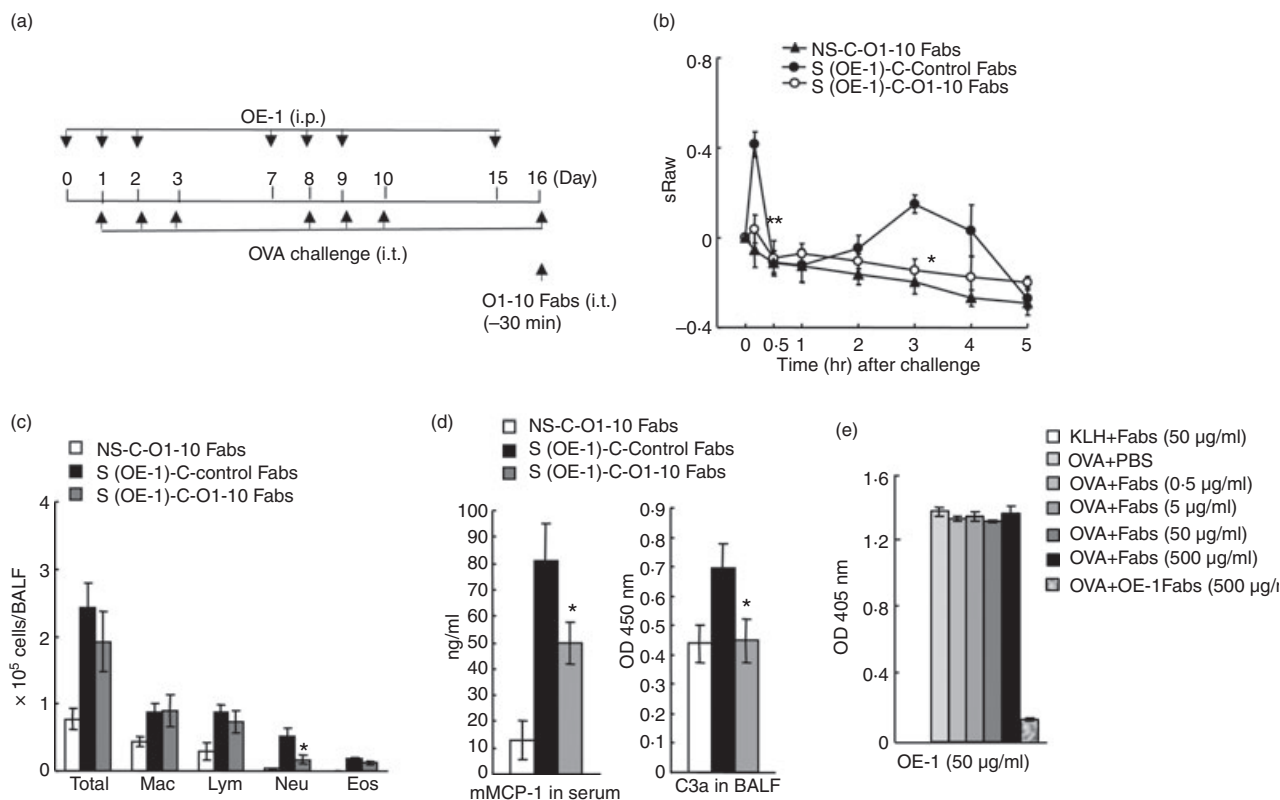 (a)
OE-1 (i.p.)
0 1 2 3 7 8 9 10 15 16 (Day)
OVA challenge (i.t.)
O1-10 Fabs (i.t.)
(–30 min)
(b)
NS-C-O1-10 Fabs
S (OE-1)-C-Control Fabs
S (OE-1)-C-O1-10 Fabs
0·8
0·4
0
–0·4
sRaw
**
*
0 0·5 1 2 3 4 5
Time (hr) after challenge
(c)
NS-C-O1-10 Fabs
S (OE-1)-C-control Fabs
S (OE-1)-C-O1-10 Fabs
4
3
2
1
0
× 10⁵ cells/BALF
*
Total Mac Lym Neu Eos
(d)
NS-C-O1-10 Fabs
S (OE-1)-C-Control Fabs
S (OE-1)-C-O1-10 Fabs
100
90
80
70
60
50
40
30
20
10
0
ng/ml
*
mMCP-1 in serum
0·9
0·8
0·7
0·6
0·5
0·4
0·3
0·2
0·1
0
OD 450 nm
*
C3a in BALF
(e)
KLH+Fabs (50 µg/ml)
OVA+PBS
OVA+Fabs (0·5 µg/ml)
OVA+Fabs (5 µg/ml)
OVA+Fabs (50 µg/ml)
OVA+Fabs (500 µg/ml)
OVA+OE-1Fabs (500 µg/m
1·6
1·2
1·4
0
OD 405 nm
OE-1 (50 µg/ml)